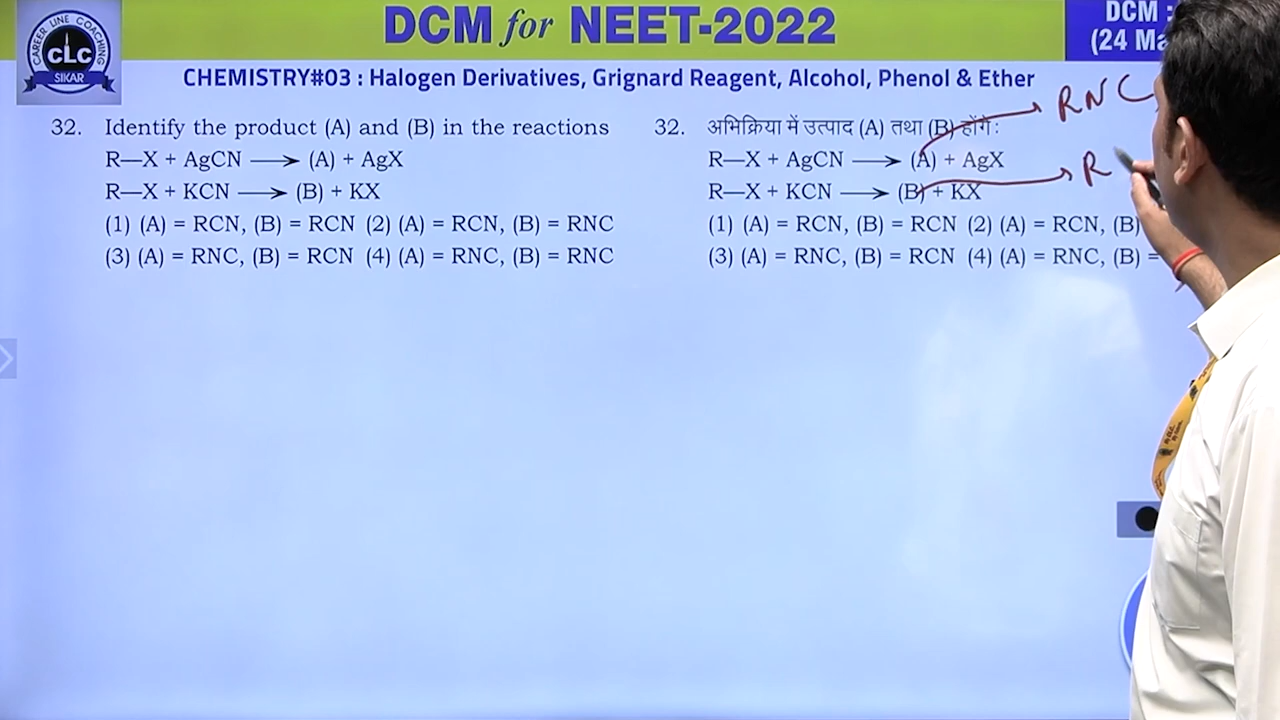 DCM for NEET-2022
DCM :
(24 Ma
CAREER LINE COACHING
CLC
SIKAR
CHEMISTRY#03 : Halogen Derivatives, Grignard Reagent, Alcohol, Phenol & Ether
32. Identify the product (A) and (B) in the reactions
R—X + AgCN ⟶ (A) + AgX
R—X + KCN ⟶ (B) + KX
(1) (A) = RCN, (B) = RCN (2) (A) = RCN, (B) = RNC
(3) (A) = RNC, (B) = RCN (4) (A) = RNC, (B) = RNC
32. अभिक्रिया में उत्पाद (A) तथा (B) होंगे :
R—X + AgCN ⟶ (A) + AgX
R—X + KCN ⟶ (B) + KX
(1) (A) = RCN, (B) = RCN (2) (A) = RCN, (B)
(3) (A) = RNC, (B) = RCN (4) (A) = RNC, (B) =
RNC
R